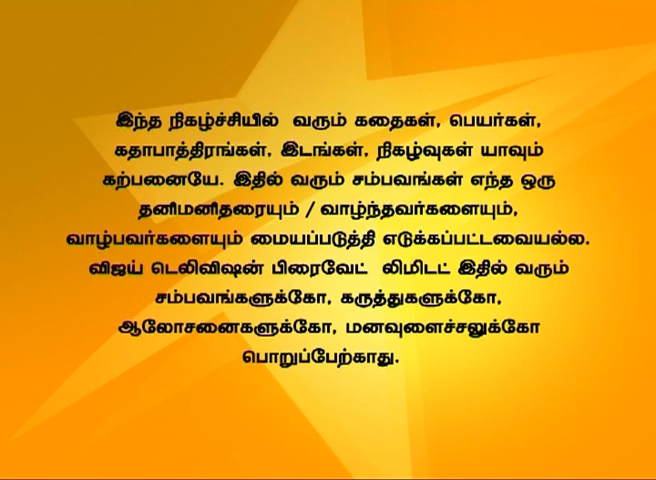 இந்த நிகழ்ச்சியில் வரும் கதைகள், பெயர்கள்,
கதாபாத்திரங்கள், இடங்கள், நிகழ்வுகள் யாவும்
கற்பனையே. இதில் வரும் சம்பவங்கள் எந்த ஒரு
தனிமனிதரையும் / வாழ்ந்தவர்களையும்,
வாழ்பவர்களையும் மையப்படுத்தி எடுக்கப்பட்டவையல்ல.
விஜய் டெலிவிஷன் பிரைவேட் லிமிடட் இதில் வரும்
சம்பவங்களுக்கோ, கருத்துகளுக்கோ,
ஆலோசனைகளுக்கோ, மனவுளைச்சலுக்கோ
பொறுப்பேற்காது.